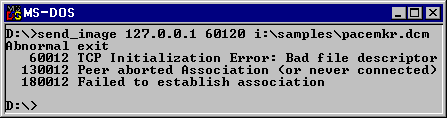 MS-DOS
D:\>send_image 127.0.0.1 60120 i:\samples\pacemkr.dcm
Abnormal exit
60012 TCP Initialization Error: Bad file descriptor
130012 Peer aborted Association (or never connected)
180012 Failed to establish association
D:\>